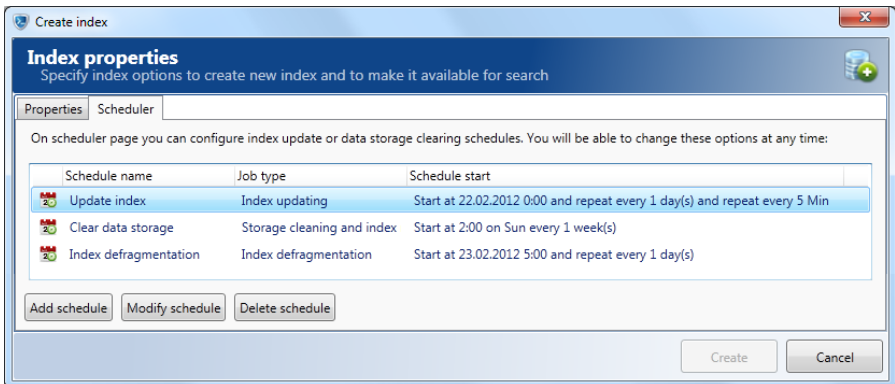 Create index
Index properties
Specify index options to create new index and to make it available for search
Properties Scheduler
On scheduler page you can configure index update or data storage clearing schedules. You will be able to change these options at any time:
Schedule name Job type Schedule start
Update index Index updating Start at 22.02.2012 0:00 and repeat every 1 day(s) and repeat every 5 Min
Clear data storage Storage cleaning and index Start at 2:00 on Sun every 1 week(s)
Index defragmentation Index defragmentation Start at 23.02.2012 5:00 and repeat every 1 day(s)
Add schedule Modify schedule Delete schedule
Create Cancel